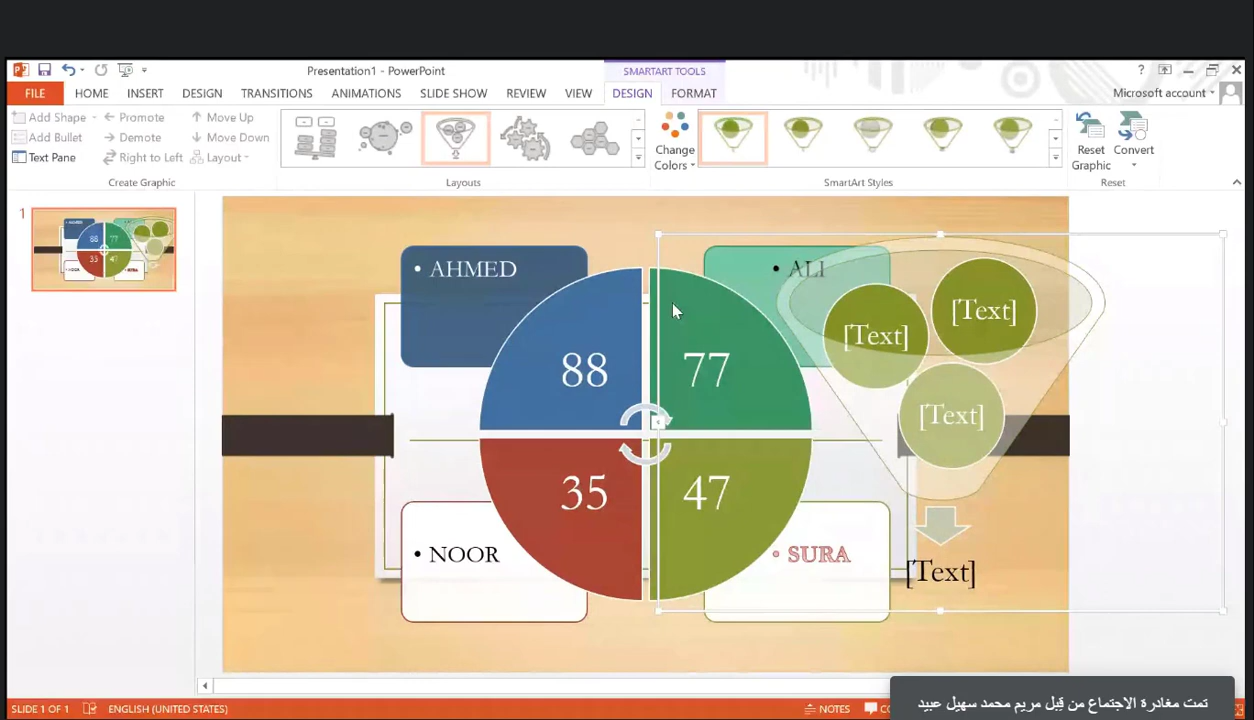 Presentation1 - PowerPoint
SMARTART TOOLS
?
FILE
HOME
INSERT
DESIGN
TRANSITIONS
ANIMATIONS
SLIDE SHOW
REVIEW
VIEW
DESIGN
FORMAT
Microsoft account
Add Shape
Promote
Move Up
Add Bullet
Demote
Move Down
Text Pane
Right to Left
Layout
Change
Colors
Reset
Graphic
Convert
Create Graphic
Layouts
SmartArt Styles
Reset
1
• AHMED
• ALI
88
77
35
47
• NOOR
• SURA
[Text]
[Text]
[Text]
[Text]
SLIDE 1 OF 1
ENGLISH (UNITED STATES)
NOTES
تمت مغادرة الاجتماع من قبل مريم محمد سهيل عبيد